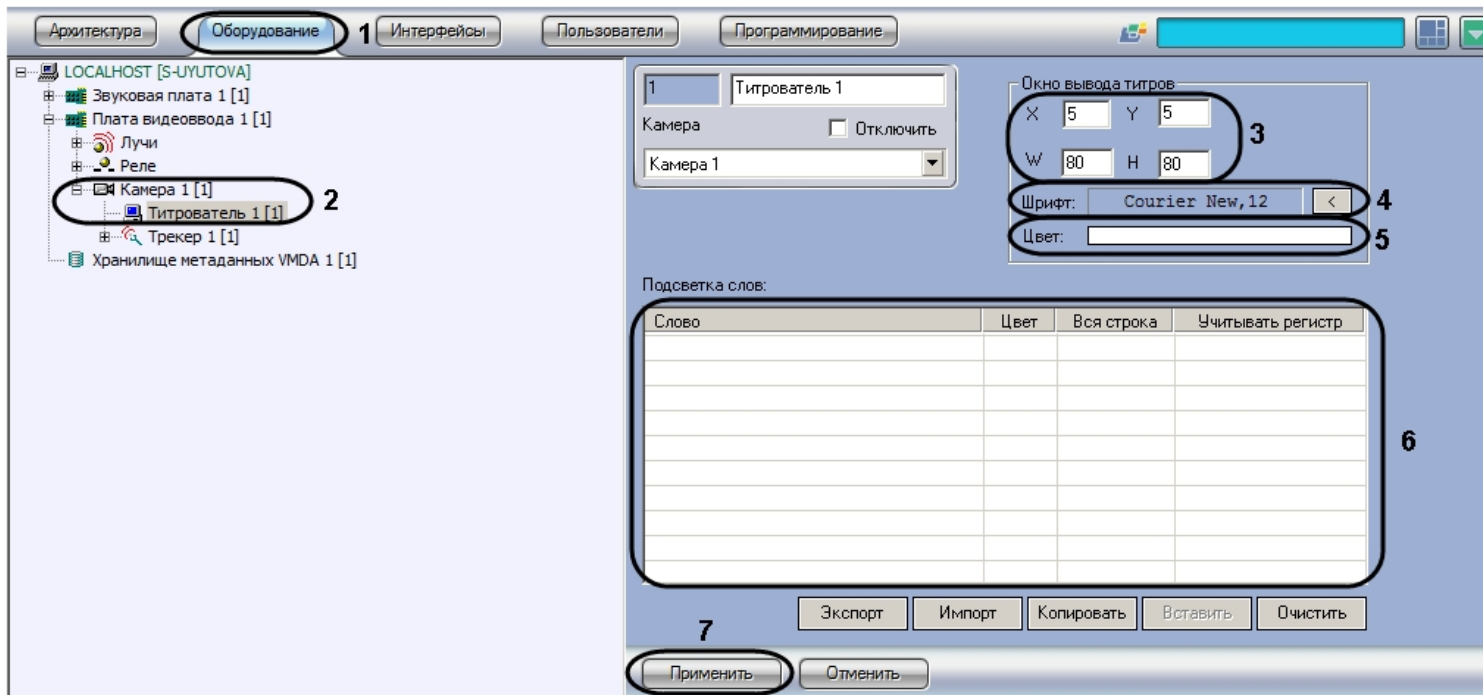 Архитектура Оборудование 1 Интерфейсы Пользователи Программирование
LOCALHOST [S-UYUTOVA]
Звуковая плата 1 [1]
Плата видеоввода 1 [1]
Лучи
Реле
Камера 1 [1]
2
Титрователь 1 [1]
Трекер 1 [1]
Хранилище метаданных VMDA 1 [1]
1 Титрователь 1
Камера Отключить
Камера 1
Окно вывода титров
X 5 Y 5
3
W 80 H 80
Шрифт: Courier New,12 < 4
Цвет: 5
Подсветка слов:
Слово Цвет Вся строка Учитывать регистр
6
Экспорт Импорт Копировать Вставить Очистить
7
Применить Отменить